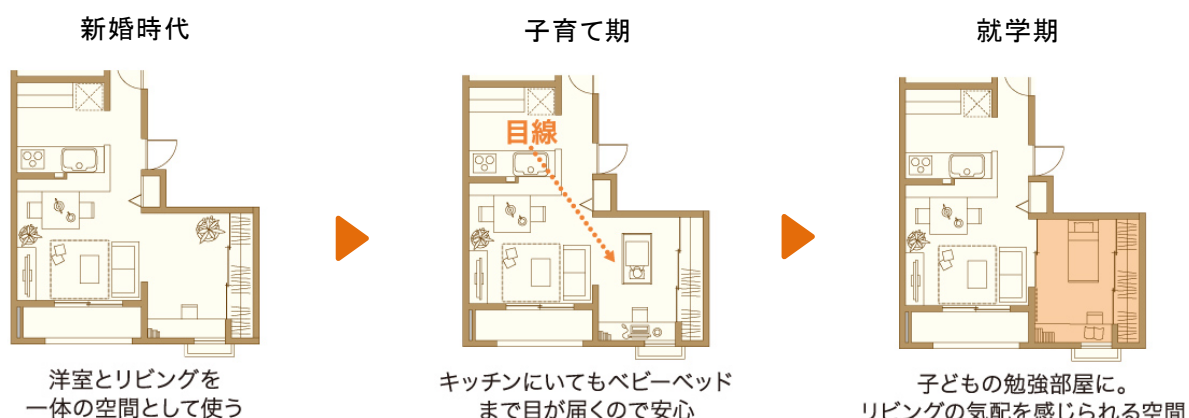 新婚時代
子育て期
就学期
目線
洋室とリビングを
一体の空間として使う
キッチンにいてもベビーベッド
まで目が届くので安心
子どもの勉強部屋に。
リビングの気配を感じられる空間